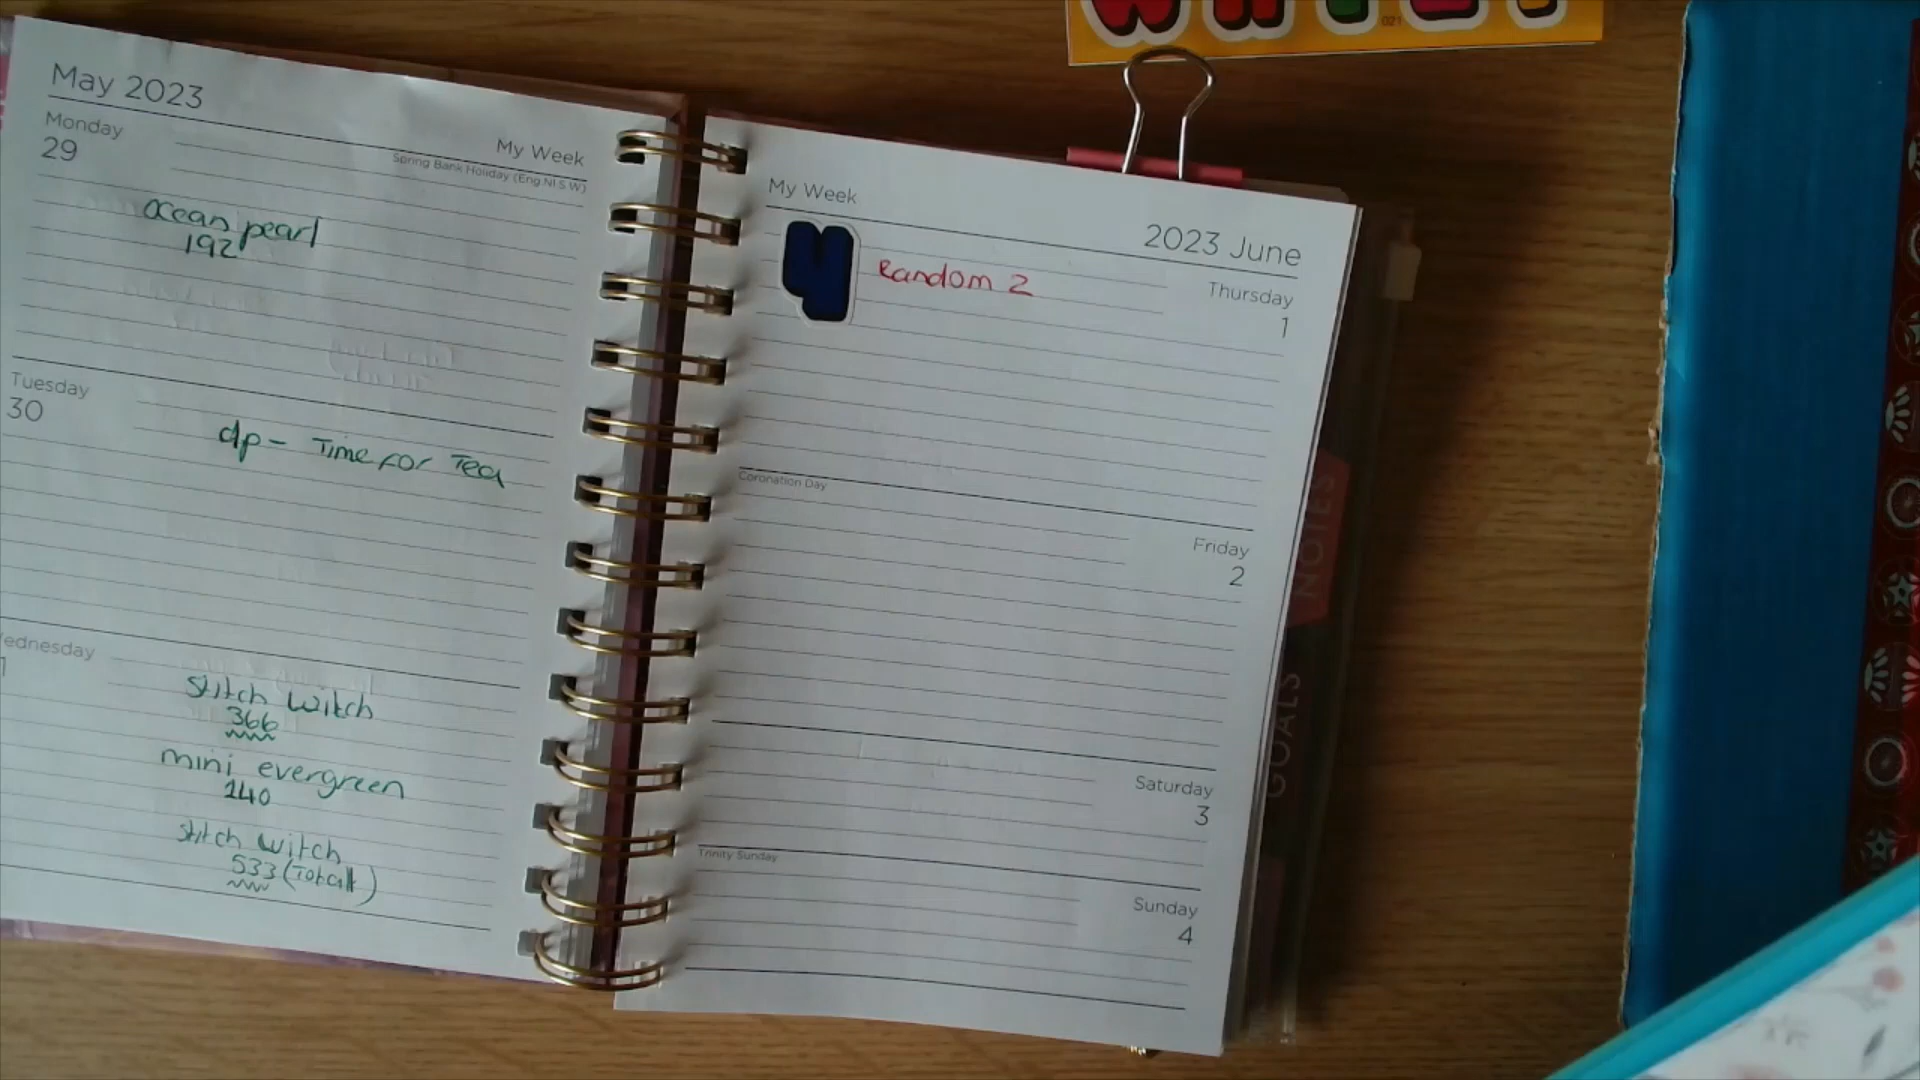 May 2023
Monday
29
My Week
Spring Bank Holiday (Eng.NI.S.W)
ocean pearl
192
Tuesday
30
dp - Time for Tea
ednesday
1
Stitch Witch
366
mini evergreen
140
Stitch witch
533 (Total)
My Week
2023 June
4
Random 2
Thursday
1
Coronation Day
Friday
2
Saturday
3
Trinity Sunday
Sunday
4
NOTES
GOALS
021